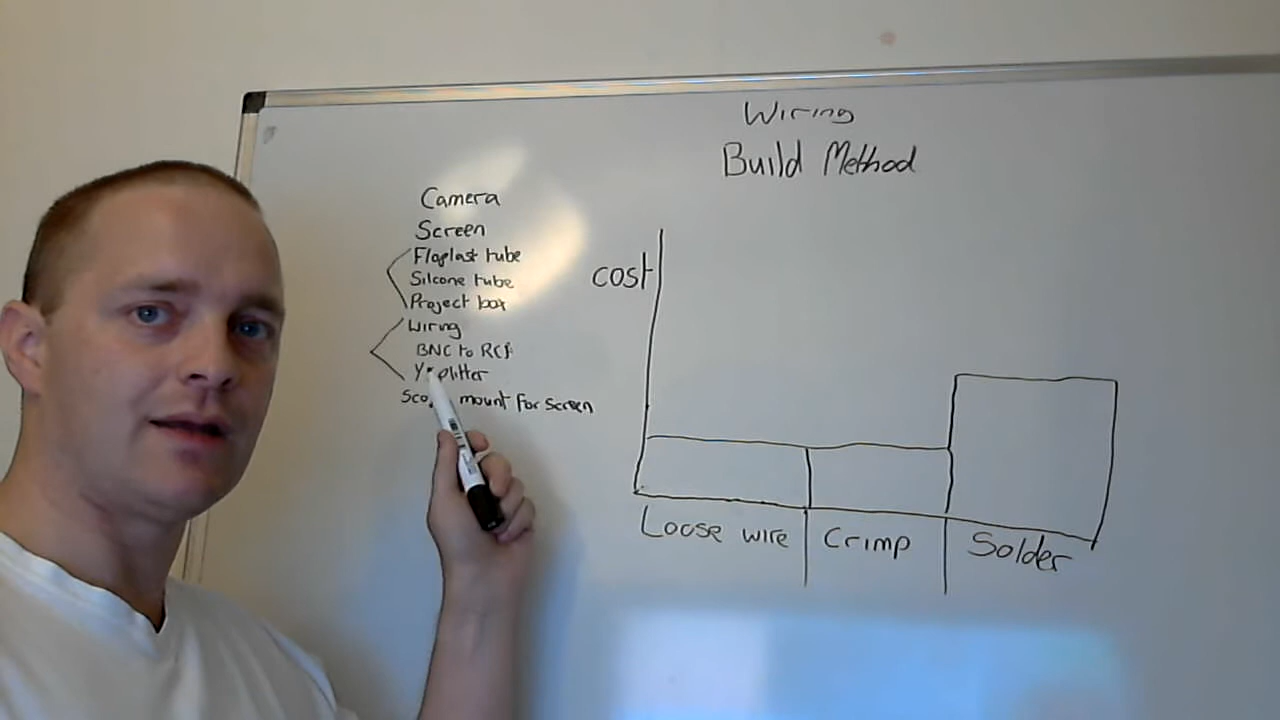 Wiring
Build Method
Camera
Screen
Flaplast tube
Silcone tube
Project box
Wiring
BNC to RCA
Y splitter
mount For Screen
cost
Loose wire
Crimp
Solder